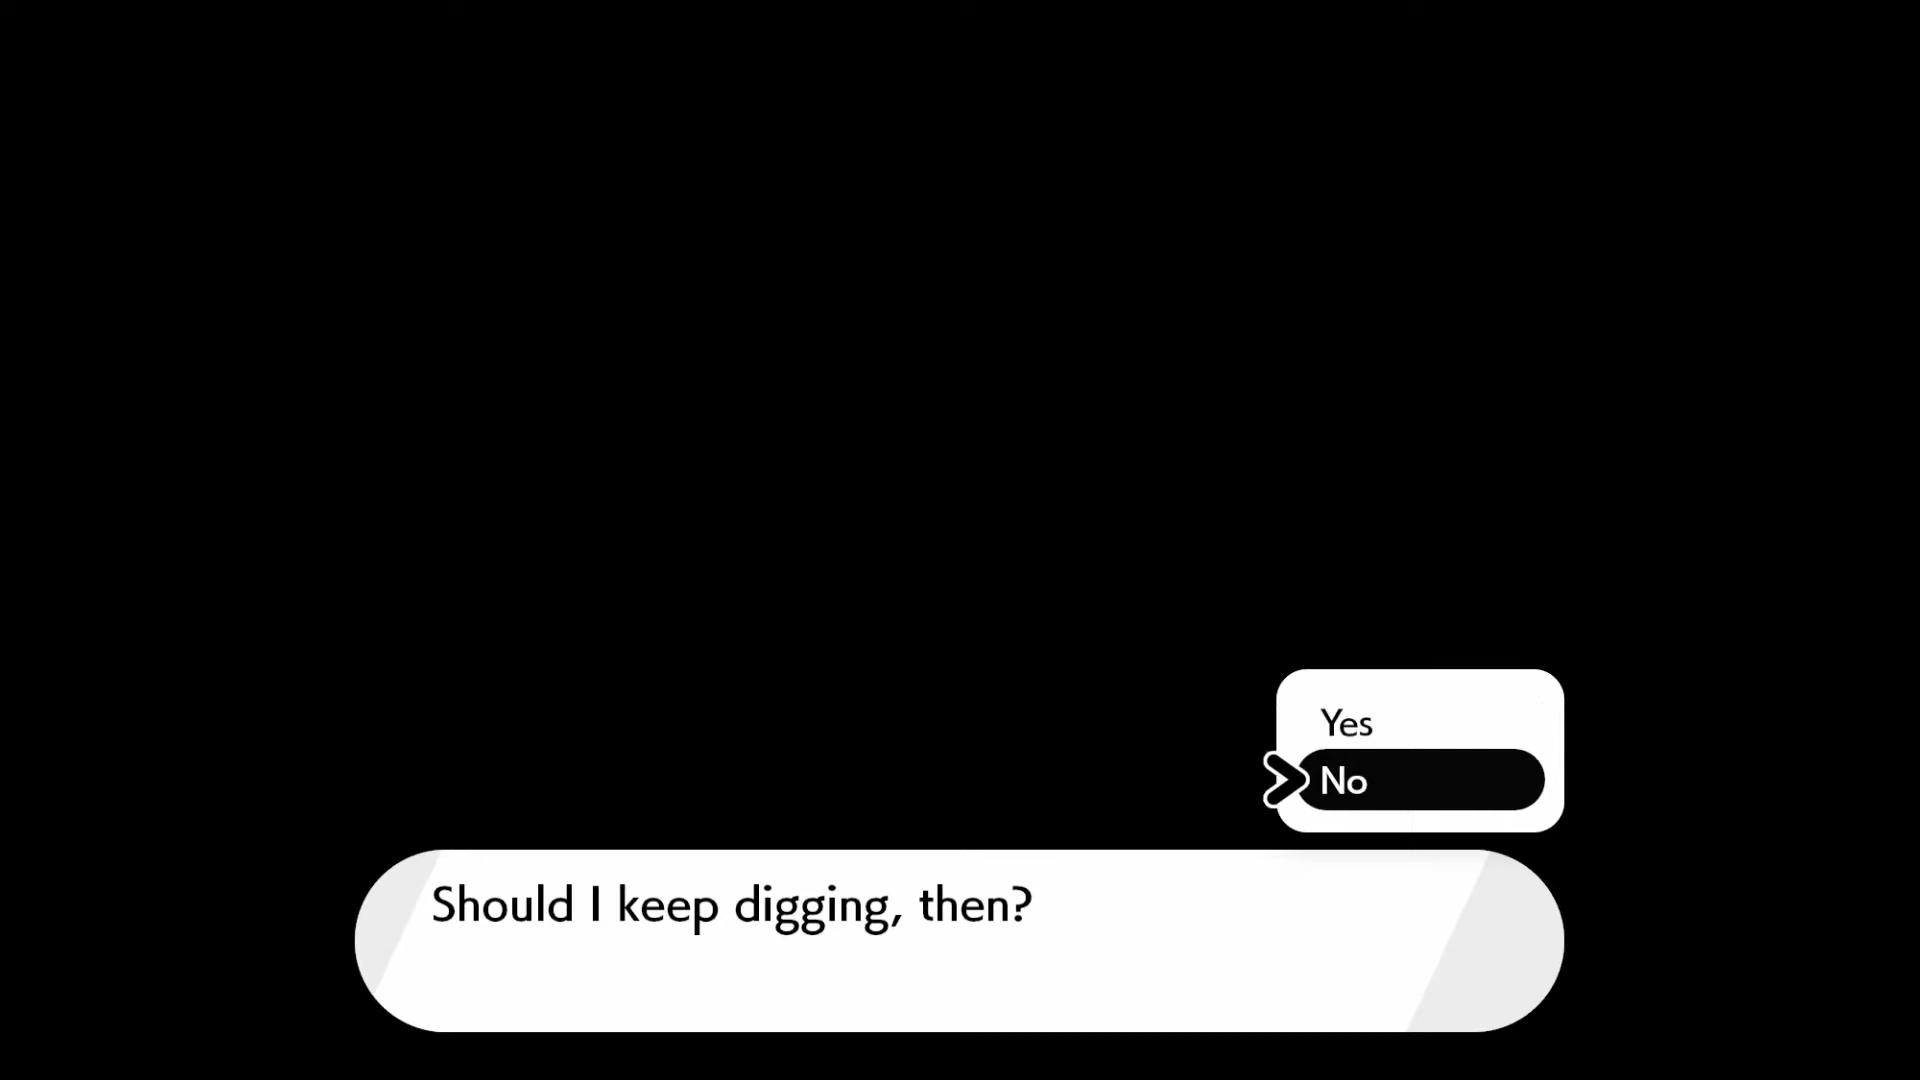 Yes
No
Should I keep digging, then?